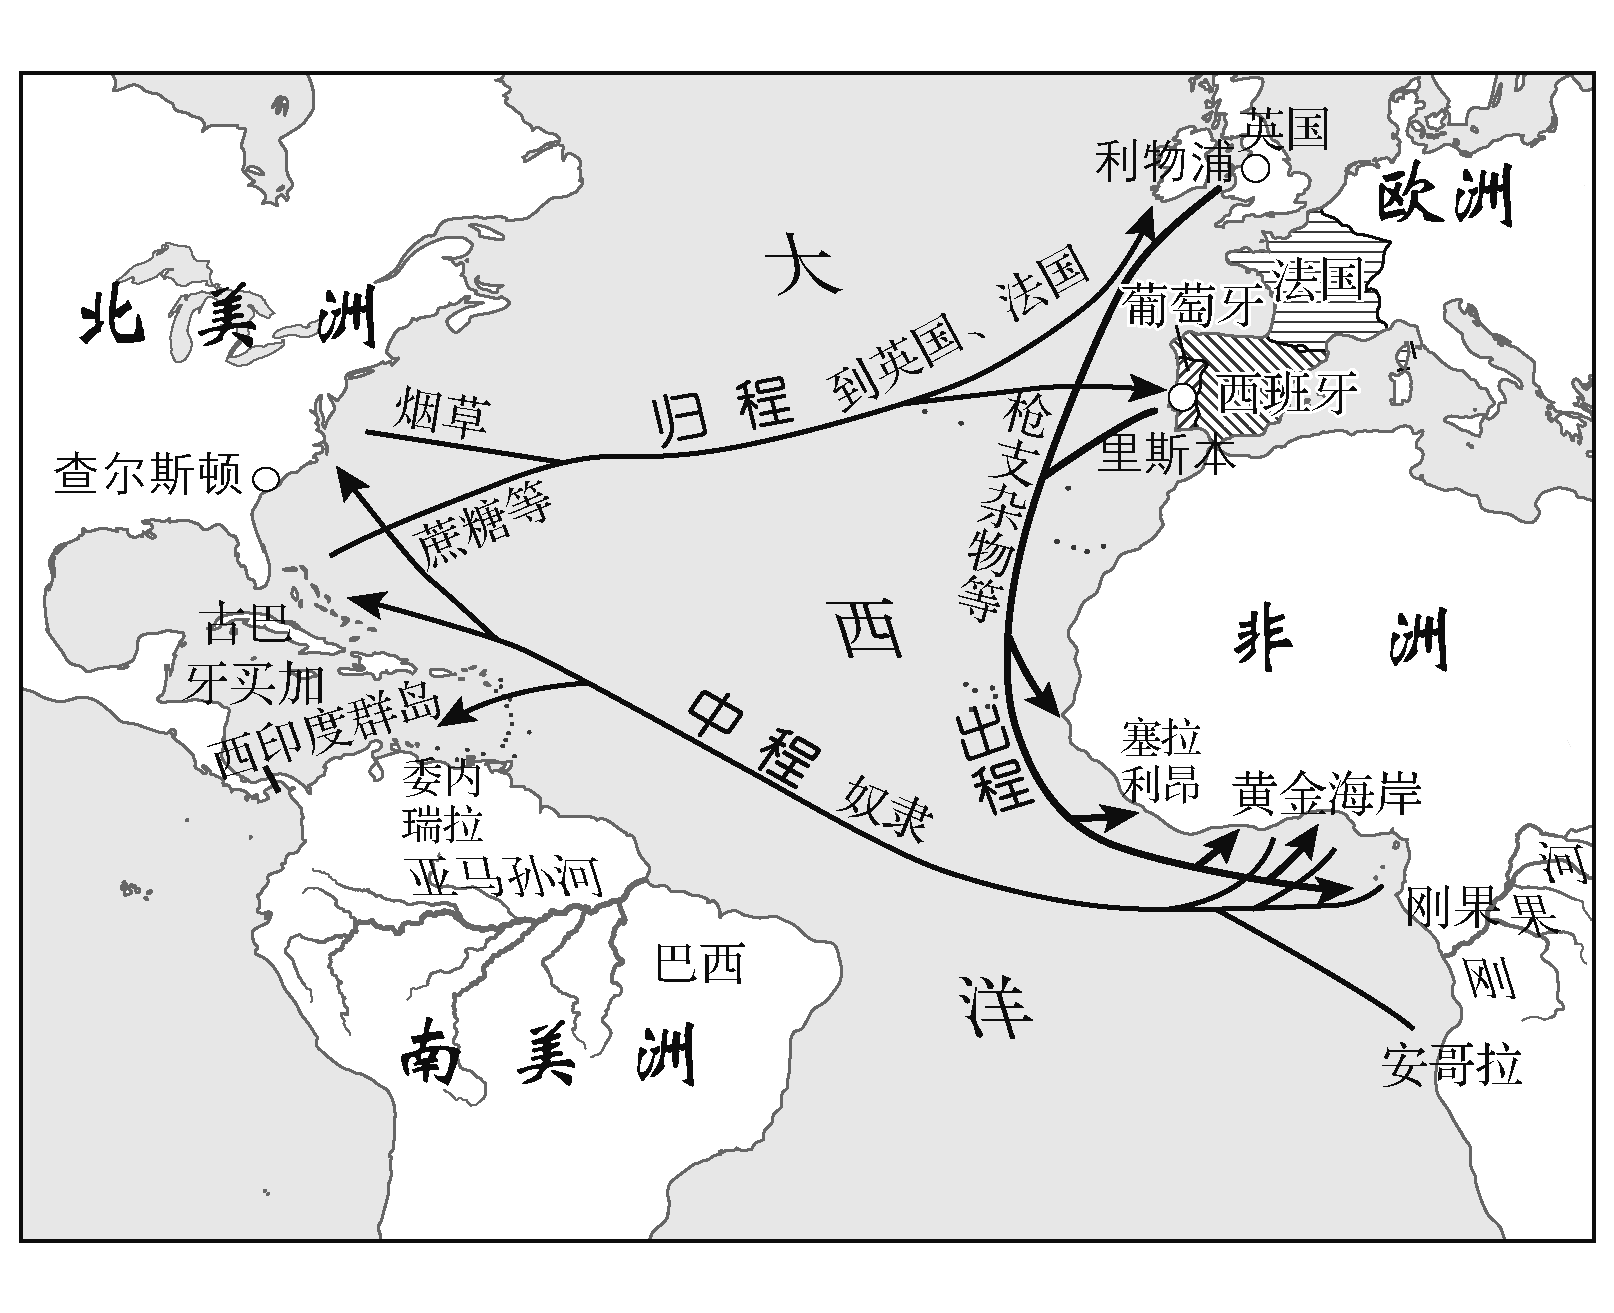 英国
利物浦
欧洲
大
法国
北美洲
葡萄牙
到英国、法国
归程
西班牙
烟草
枪支杂物等
里斯本
查尔斯顿
蔗糖等
古巴
西
非洲
牙买加
西印度群岛
中程
出程
塞拉
利昂
委内
瑞拉
奴隶
黄金海岸
亚马孙河
刚果
刚果河
巴西
洋
南美洲
安哥拉